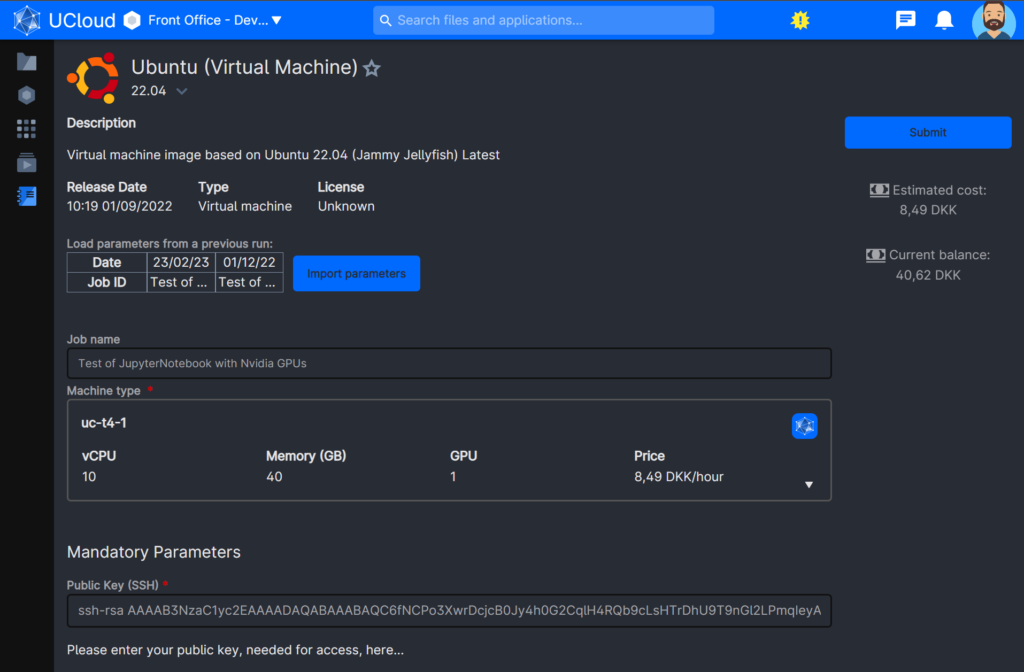 UCloud Front Office - Dev... Search files and applications...
Ubuntu (Virtual Machine)
22.04
Description
Submit
Virtual machine image based on Ubuntu 22.04 (Jammy Jellyfish) Latest
Release Date Type License
10:19 01/09/2022 Virtual machine Unknown
Estimated cost:
8,49 DKK
Load parameters from a previous run:
Date 23/02/23 01/12/22
Job ID Test of ... Test of ...
Import parameters
Current balance:
40,62 DKK
Job name
Test of JupyterNotebook with Nvidia GPUs
Machine type *
uc-t4-1
vCPU Memory (GB) GPU Price
10 40 1 8,49 DKK/hour
Mandatory Parameters
Public Key (SSH) *
ssh-rsa AAAAB3NzaC1yc2EAAAADAQABAAABAQC6fNCPo3XwrDcjcB0Jy4h0G2CqlH4RQb9cLsHTrDhU9T9nGl2LPmqleyA
Please enter your public key, needed for access, here...